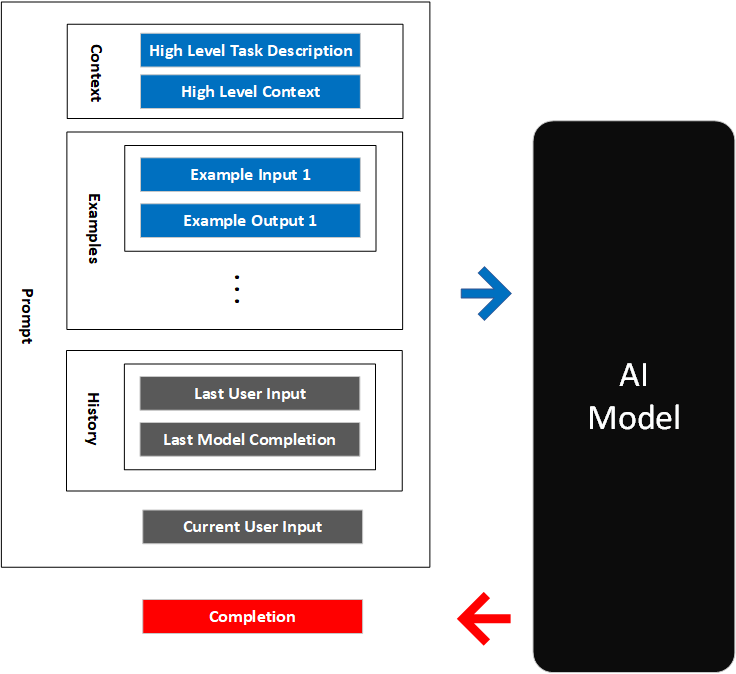 Prompt
Context
High Level Task Description
High Level Context
Examples
Example Input 1
Example Output 1
History
Last User Input
Last Model Completion
Current User Input
Completion
AI
Model